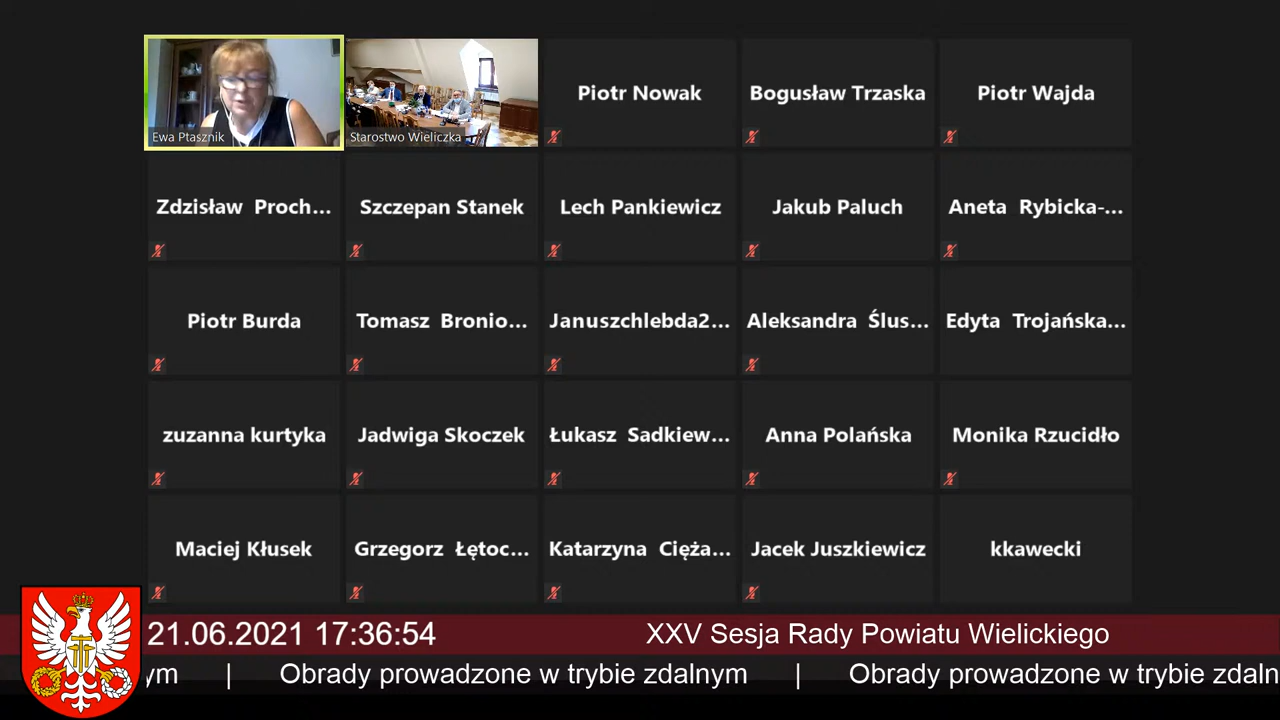 Ewa Ptasznik
Starostwo Wieliczka
Piotr Nowak
Bogusław Trzaska
Piotr Wajda
Zdzisław Proch...
Szczepan Stanek
Lech Pankiewicz
Jakub Paluch
Aneta Rybicka-...
Piotr Burda
Tomasz Bronio...
Januszchlebda2...
Aleksandra Ślus...
Edyta Trojańska...
zuzanna kurtyka
Jadwiga Skoczek
Łukasz Sadkiew...
Anna Polańska
Monika Rzucidło
Maciej Kłusek
Grzegorz Łętoc...
Katarzyna Cięża...
Jacek Juszkiewicz
kkawecki
21.06.2021 17:36:54
XXV Sesja Rady Powiatu Wielickiego
ym | Obrady prowadzone w trybie zdalnym | Obrady prowadzone w trybie zdaln